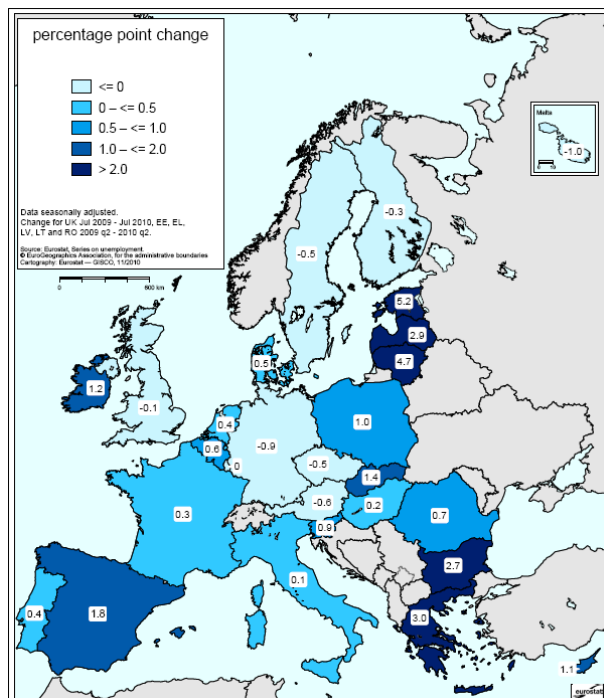 percentage point change
<= 0
0 – <= 0.5
0.5 – <= 1.0
1.0 – <= 2.0
> 2.0
Data seasonally adjusted.
Change for UK Jul 2009 - Jul 2010, EE, EL,
LV, LT and RO 2009 q2 - 2010 q2.
Source: Eurostat, Series on unemployment.
© EuroGeographics Association, for the administrative boundaries
Cartography: Eurostat — GISCO, 11/2010
0
600 km
Malta
-1.0
-0.3
-0.5
5.2
2.9
4.7
0.5
1.2
-0.1
0.4
1.0
0.6
-0.9
0
-0.5
1.4
-0.6
0.2
0.3
0.9
0.7
0.1
2.7
0.4
1.8
3.0
1.1
eurostat